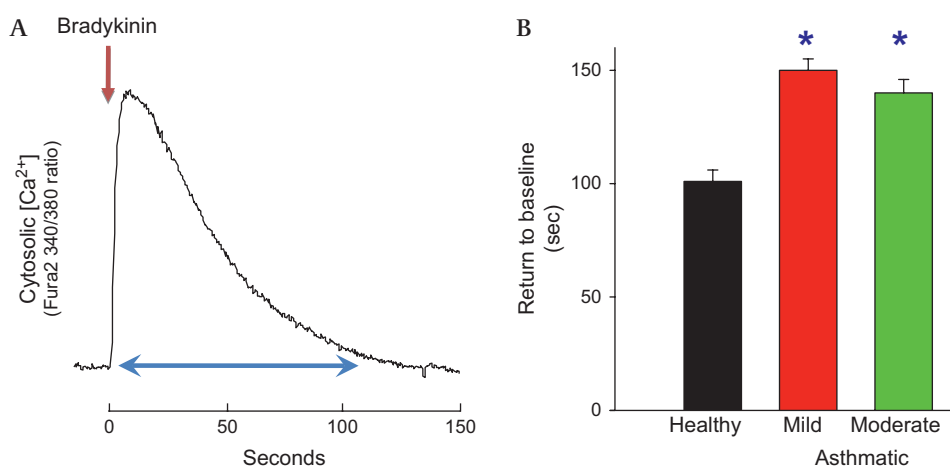 A
Bradykinin
Cytosolic [Ca²⁺]
(Fura2 340/380 ratio)
0
50
100
150
Seconds
B
*
*
150
100
50
0
Return to baseline
(sec)
Healthy
Mild
Moderate
Asthmatic